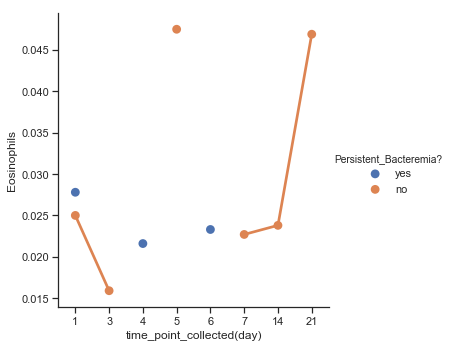 0.045
0.040
0.035
0.030
0.025
0.020
0.015
Eosinophils
1 3 4 5 6 7 14 21
time_point_collected(day)
Persistent_Bacteremia?
yes
no